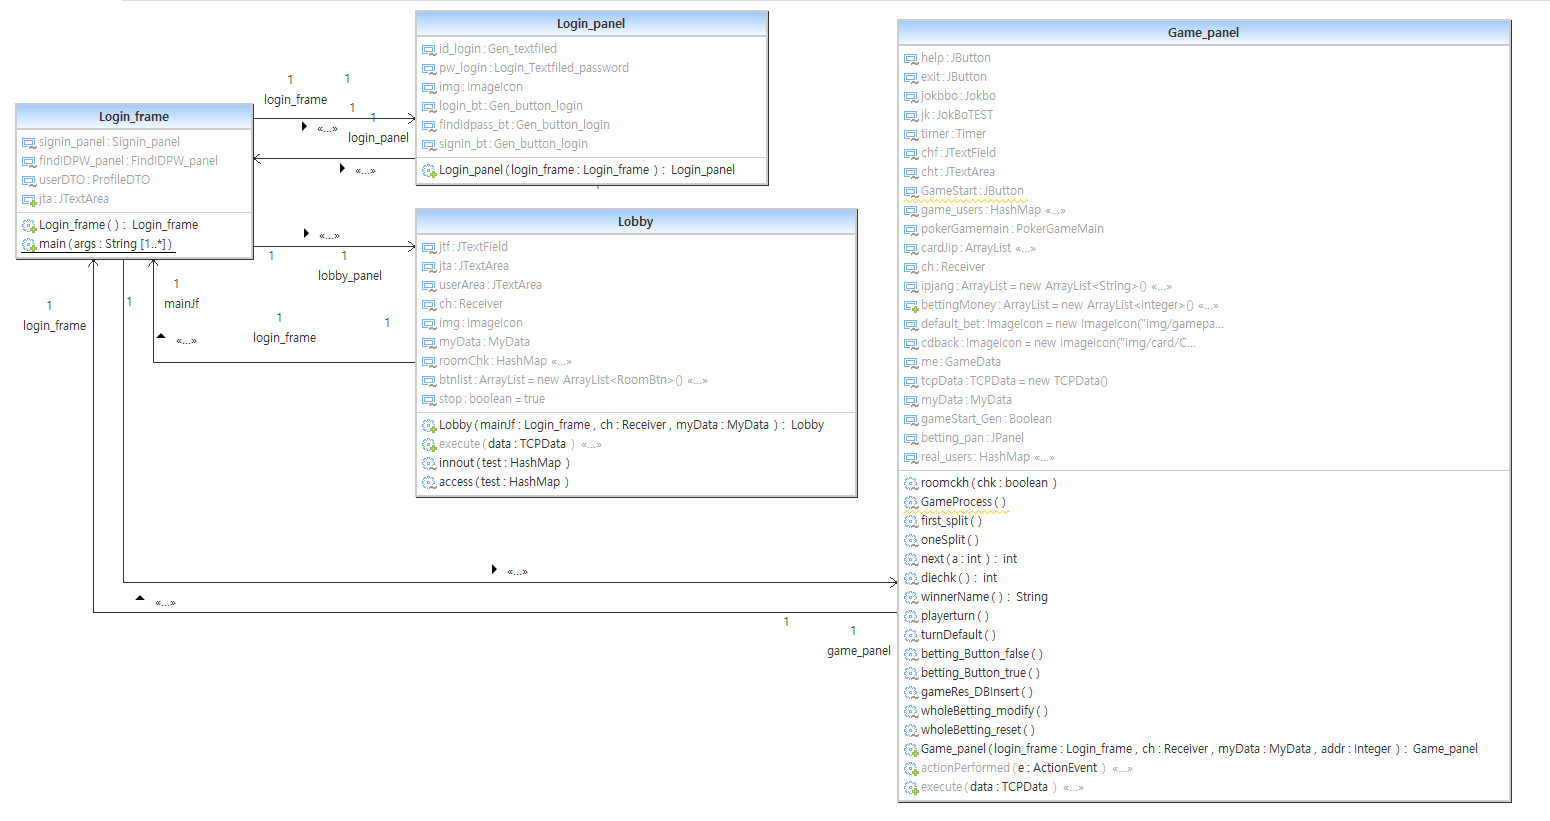 Login_frame
signin_panel : Signin_panel
findIDPW_panel : FindIDPW_panel
userDTO : ProfileDTO
jta : JTextArea
Login_frame ( ) : Login_frame
main ( args : String [1..*] )
Login_panel
id_login : Gen_textfiled
pw_login : Login_Textfiled_password
img : ImageIcon
login_bt : Gen_button_login
findidpass_bt : Gen_button_login
signin_bt : Gen_button_login
Login_panel ( login_frame : Login_frame ) : Login_panel
Lobby
jtf : JTextField
jta : JTextArea
userArea : JTextArea
ch : Receiver
img : ImageIcon
myData : MyData
roomChk : HashMap «...»
btnlist : ArrayList = new ArrayList<RoomBtn>() «...»
stop : boolean = true
Lobby ( mainJf : Login_frame , ch : Receiver , myData : MyData ) : Lobby
execute ( data : TCPData ) «...»
innout ( test : HashMap )
access ( test : HashMap )
Game_panel
help : JButton
exit : JButton
jokbbo : Jokbo
jk : JokBoTEST
timer : Timer
chf : JTextField
cht : JTextArea
GameStart : JButton
game_users : HashMap «...»
pokerGamemain : PokerGameMain
cardJip : ArrayList «...»
ch : Receiver
ipjang : ArrayList = new ArrayList<String>() «...»
bettingMoney : ArrayList = new ArrayList<Integer>() «...»
default_bet : ImageIcon = new ImageIcon("img/gamepa...
cdback : ImageIcon = new ImageIcon("img/card/C...
me : GameData
tcpData : TCPData = new TCPData()
myData : MyData
gameStart_Gen : Boolean
betting_pan : JPanel
real_users : HashMap «...»
roomckh ( chk : boolean )
GameProcess ( )
first_split ( )
oneSplit ( )
next ( a : int ) : int
diechk ( ) : int
winnerName ( ) : String
playerturn ( )
turnDefault ( )
betting_Button_false ( )
betting_Button_true ( )
gameRes_DBInsert ( )
wholeBetting_modify ( )
wholeBetting_reset ( )
Game_panel ( login_frame : Login_frame , ch : Receiver , myData : MyData , addr : Integer ) : Game_panel
actionPerformed ( e : ActionEvent ) «...»
execute ( data : TCPData ) «...»
1
1
login_frame
1
1
«...»
login_panel
«...»
«...»
1
1
lobby_panel
1
mainJf
1
1
login_frame
«...»
1
login_frame
1
«...»
«...»
1
1
game_panel